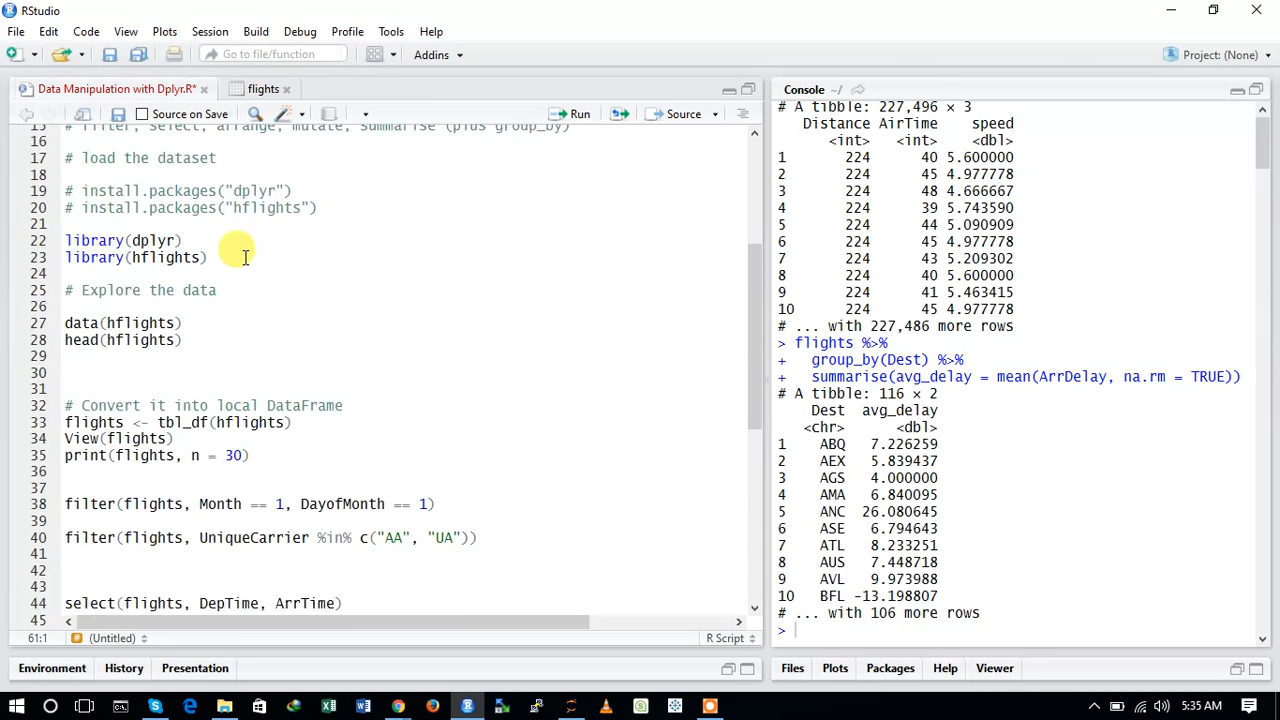 RStudio
File Edit Code View Plots Session Build Debug Profile Tools Help
Go to file/function Addins Project: (None)
Data Manipulation with Dplyr.R* flights
Source on Save Run Source
15 # filter, select, arrange, mutate, summarise (plus group_by)
16
17 # load the dataset
18
19 # install.packages("dplyr")
20 # install.packages("hflights")
21
22 library(dplyr)
23 library(hflights)
24
25 # Explore the data
26
27 data(hflights)
28 head(hflights)
29
30
31
32 # Convert it into local DataFrame
33 flights <- tbl_df(hflights)
34 View(flights)
35 print(flights, n = 30)
36
37
38 filter(flights, Month == 1, DayofMonth == 1)
39
40 filter(flights, UniqueCarrier %in% c("AA", "UA"))
41
42
43
44 select(flights, DepTime, ArrTime)
45
61:1 (Untitled) R Script
Environment History Presentation
Console ~/
# A tibble: 227,496 × 3
Distance AirTime speed
<int> <int> <dbl>
1 224 40 5.600000
2 224 45 4.977778
3 224 48 4.666667
4 224 39 5.743590
5 224 44 5.090909
6 224 45 4.977778
7 224 43 5.209302
8 224 40 5.600000
9 224 41 5.463415
10 224 45 4.977778
# ... with 227,486 more rows
> flights %>%
+ group_by(Dest) %>%
+ summarise(avg_delay = mean(ArrDelay, na.rm = TRUE))
# A tibble: 116 × 2
Dest avg_delay
<chr> <dbl>
1 ABQ 7.226259
2 AEX 5.839437
3 AGS 4.000000
4 AMA 6.840095
5 ANC 26.080645
6 ASE 6.794643
7 ATL 8.233251
8 AUS 7.448718
9 AVL 9.973988
10 BFL -13.198807
# ... with 106 more rows
>
Files Plots Packages Help Viewer
5:35 AM